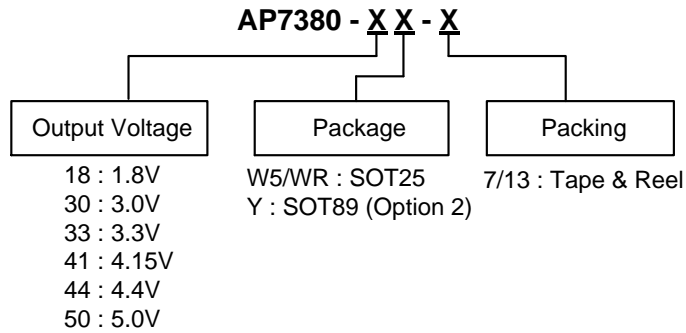 AP7380 - X X - X
Output Voltage
18 : 1.8V
30 : 3.0V
33 : 3.3V
41 : 4.15V
44 : 4.4V
50 : 5.0V
Package
W5/WR : SOT25
Y : SOT89 (Option 2)
Packing
7/13 : Tape & Reel